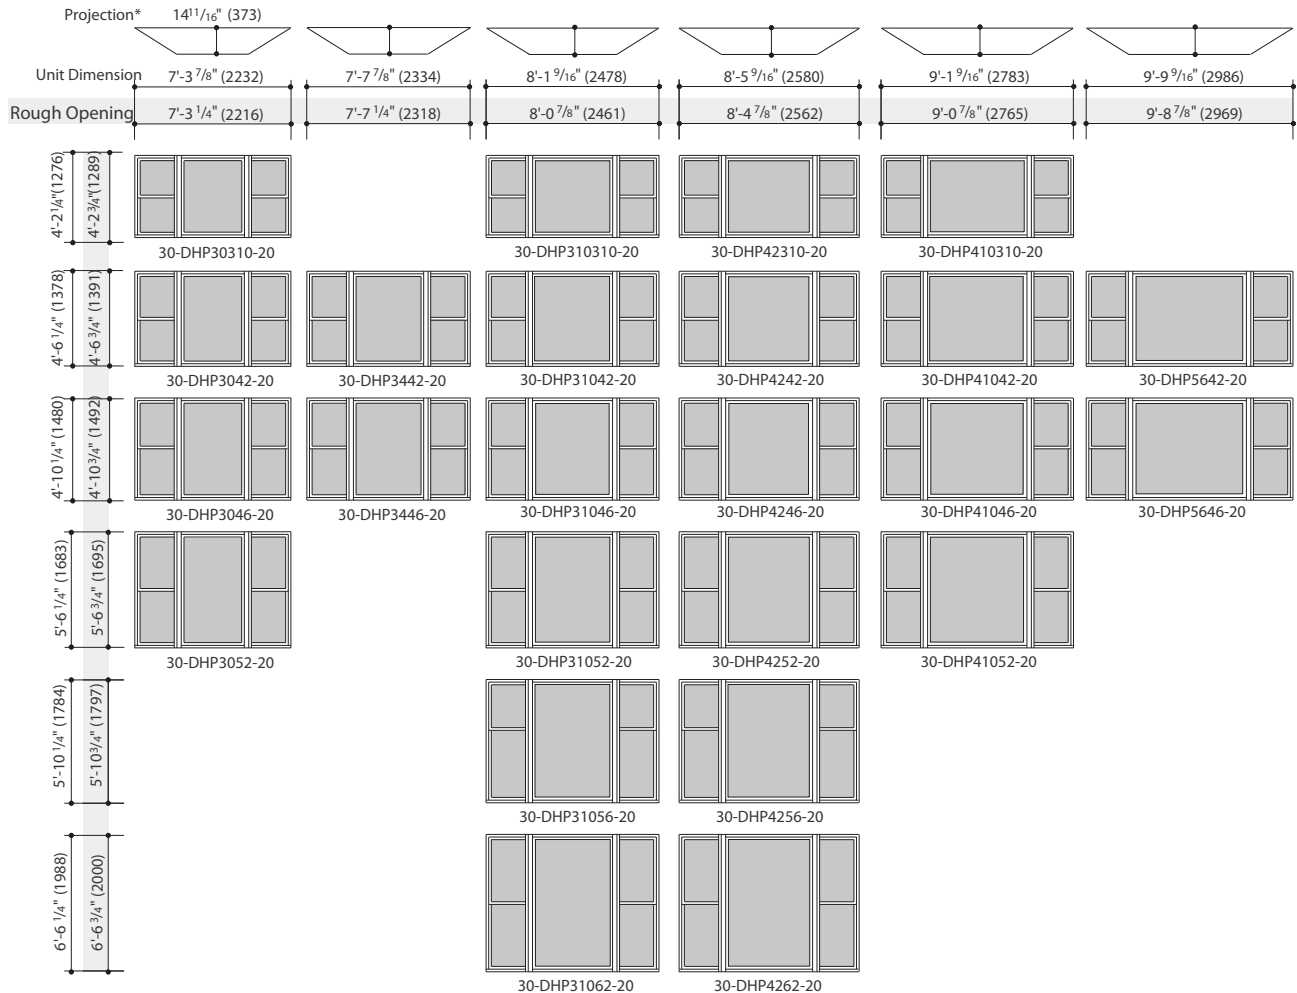 Projection* 14 11/16" (373)
Unit Dimension 7'-3 7/8" (2232) 7'-7 7/8" (2334) 8'-1 9/16" (2478) 8'-5 9/16" (2580) 9'-1 9/16" (2783) 9'-9 9/16" (2986)
Rough Opening 7'-3 1/4" (2216) 7'-7 1/4" (2318) 8'-0 7/8" (2461) 8'-4 7/8" (2562) 9'-0 7/8" (2765) 9'-8 7/8" (2969)
4'-2 1/4" (1276) 4'-2 3/4" (1289)
30-DHP30310-20 30-DHP310310-20 30-DHP42310-20 30-DHP410310-20
4'-6 1/4" (1378) 4'-6 3/4" (1391)
30-DHP3042-20 30-DHP3442-20 30-DHP31042-20 30-DHP4242-20 30-DHP41042-20 30-DHP5642-20
4'-10 1/4" (1480) 4'-10 3/4" (1492)
30-DHP3046-20 30-DHP3446-20 30-DHP31046-20 30-DHP4246-20 30-DHP41046-20 30-DHP5646-20
5'-6 1/4" (1683) 5'-6 3/4" (1695)
30-DHP3052-20 30-DHP31052-20 30-DHP4252-20 30-DHP41052-20
5'-10 1/4" (1784) 5'-10 3/4" (1797)
30-DHP31056-20 30-DHP4256-20
6'-6 1/4" (1988) 6'-6 3/4" (2000)
30-DHP31062-20 30-DHP4262-20